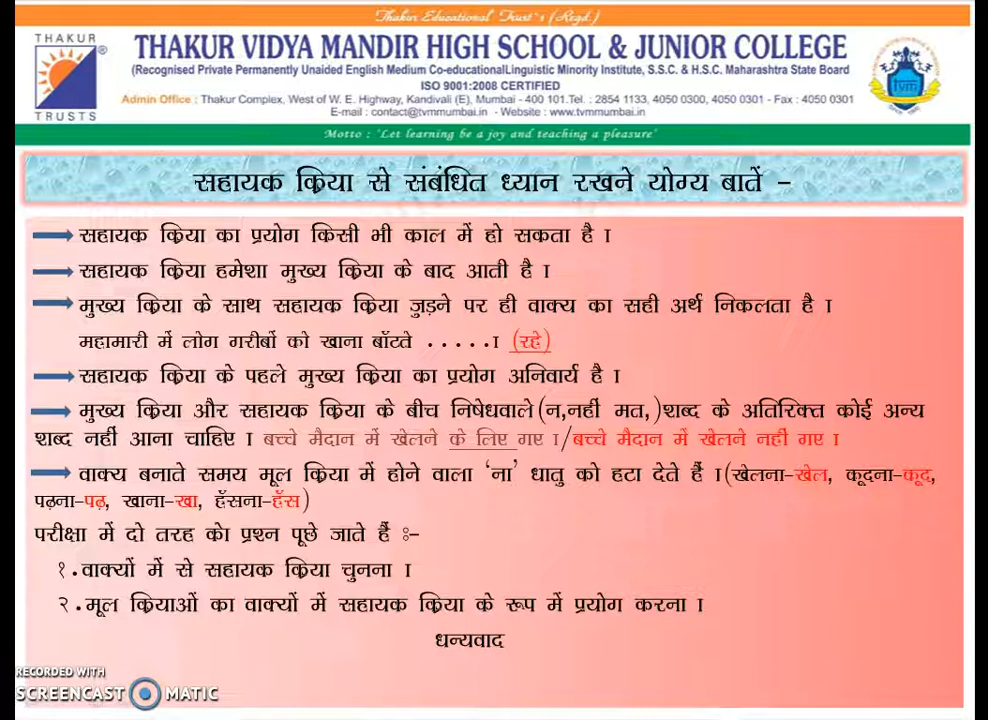 Thakur Educational Trust's (Regd.)
THAKUR
®
TRUSTS
THAKUR VIDYA MANDIR HIGH SCHOOL & JUNIOR COLLEGE
(Recognised Private Permanently Unaided English Medium Co-educationalLinguistic Minority Institute, S.S.C. & H.S.C. Maharashtra State Board
ISO 9001:2008 CERTIFIED
Admin Office : Thakur Complex, West of W. E. Highway, Kandivali (E), Mumbai - 400 101.Tel. : 2854 1133, 4050 0300, 4050 0301 - Fax : 4050 0301
E-mail : contact@tvmmumbai.in - Website : www.tvmmumbai.in
tvm
Motto : 'Let learning be a joy and teaching a pleasure'
सहायक क्रिया से संबंधित ध्यान रखने योग्य बातें -
सहायक क्रिया का प्रयोग किसी भी काल में हो सकता है ।
सहायक क्रिया हमेशा मुख्य क्रिया के बाद आती है ।
मुख्य क्रिया के साथ सहायक क्रिया जुड़ने पर ही वाक्य का सही अर्थ निकलता है ।
महामारी में लोग गरीबों को खाना बाँटते .....। (रहे)
सहायक क्रिया के पहले मुख्य क्रिया का प्रयोग अनिवार्य है ।
मुख्य क्रिया और सहायक क्रिया के बीच निषेधवाले(न,नहीं मत,)शब्द के अतिरिक्त कोई अन्य
शब्द नहीं आना चाहिए । बच्चे मैदान में खेलने के लिए गए ।/बच्चे मैदान में खेलने नहीं गए ।
वाक्य बनाते समय मूल क्रिया में होने वाला 'ना' धातु को हटा देते हैं ।(खेलना-खेल, कूदना-कूद,
पढ़ना-पढ़, खाना-खा, हँसना-हँस)
परीक्षा में दो तरह केो प्रश्न पूछे जाते हैं :-
१.वाक्यों में से सहायक क्रिया चुनना ।
२.मूल क्रियाओं का वाक्यों में सहायक क्रिया के रूप में प्रयोग करना ।
धन्यवाद
RECORDED WITH
SCREENCAST MATIC